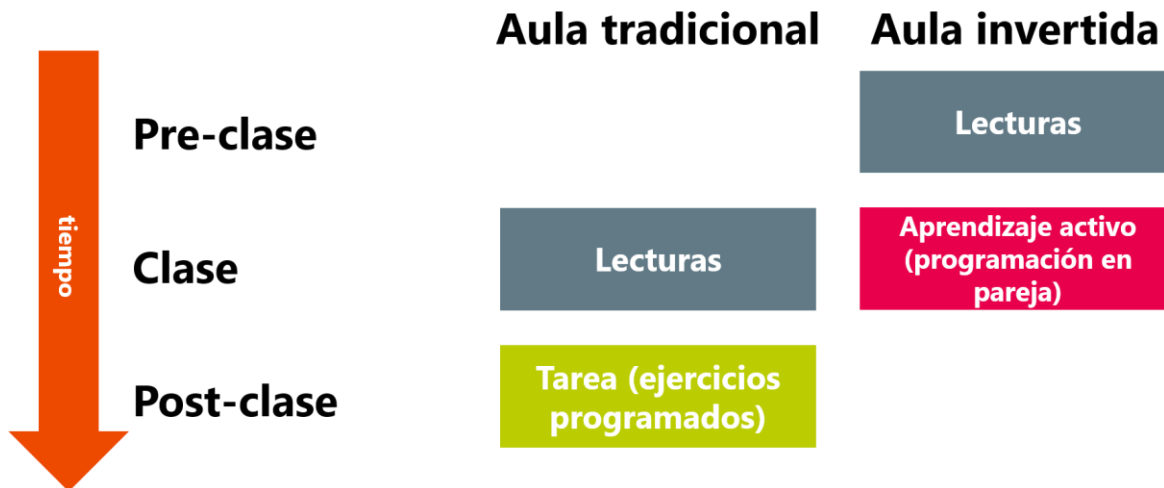 Aula tradicional
Aula invertida
Pre-clase
Lecturas
tiempo
Clase
Lecturas
Aprendizaje activo
(programación en
pareja)
Post-clase
Tarea (ejercicios
programados)